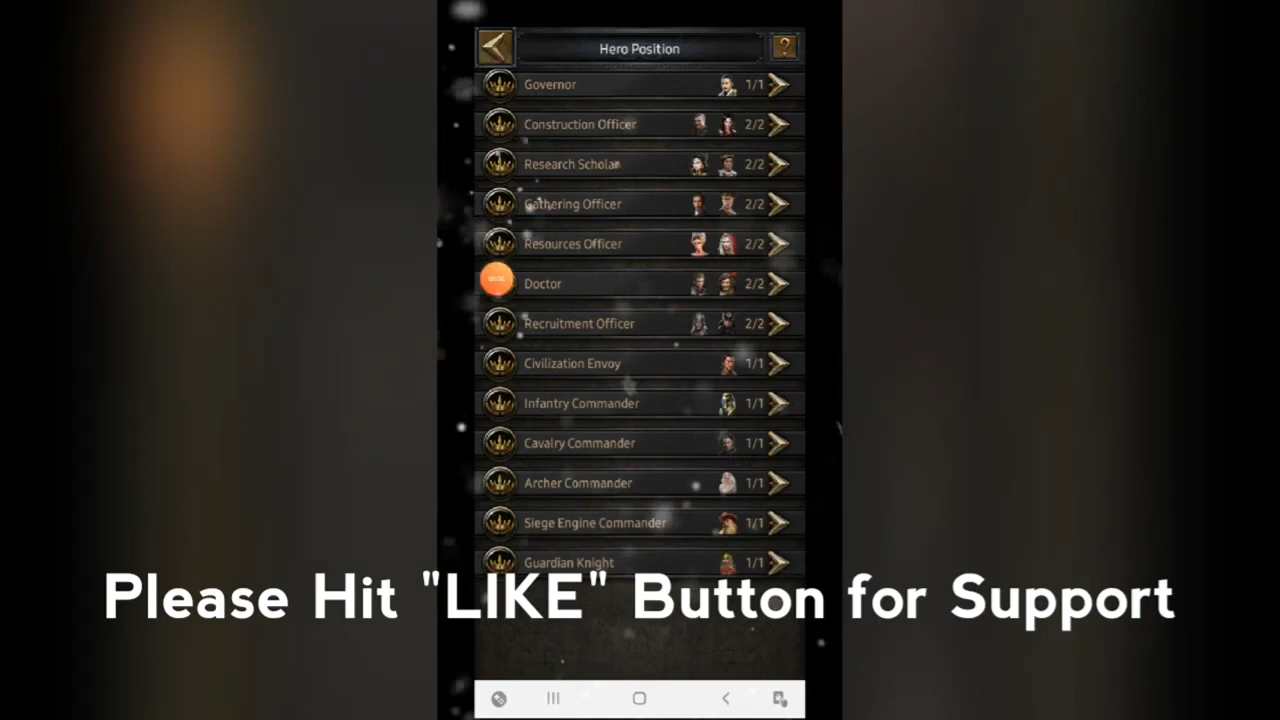 Hero Position
?
Governor 1/1
Construction Officer 2/2
Research Scholar 2/2
Gathering Officer 2/2
Resources Officer 2/2
Doctor 2/2
Recruitment Officer 2/2
Civilization Envoy 1/1
Infantry Commander 1/1
Cavalry Commander 1/1
Archer Commander 1/1
Siege Engine Commander 1/1
Guardian Knight 1/1
Please Hit "LIKE" Button for Support